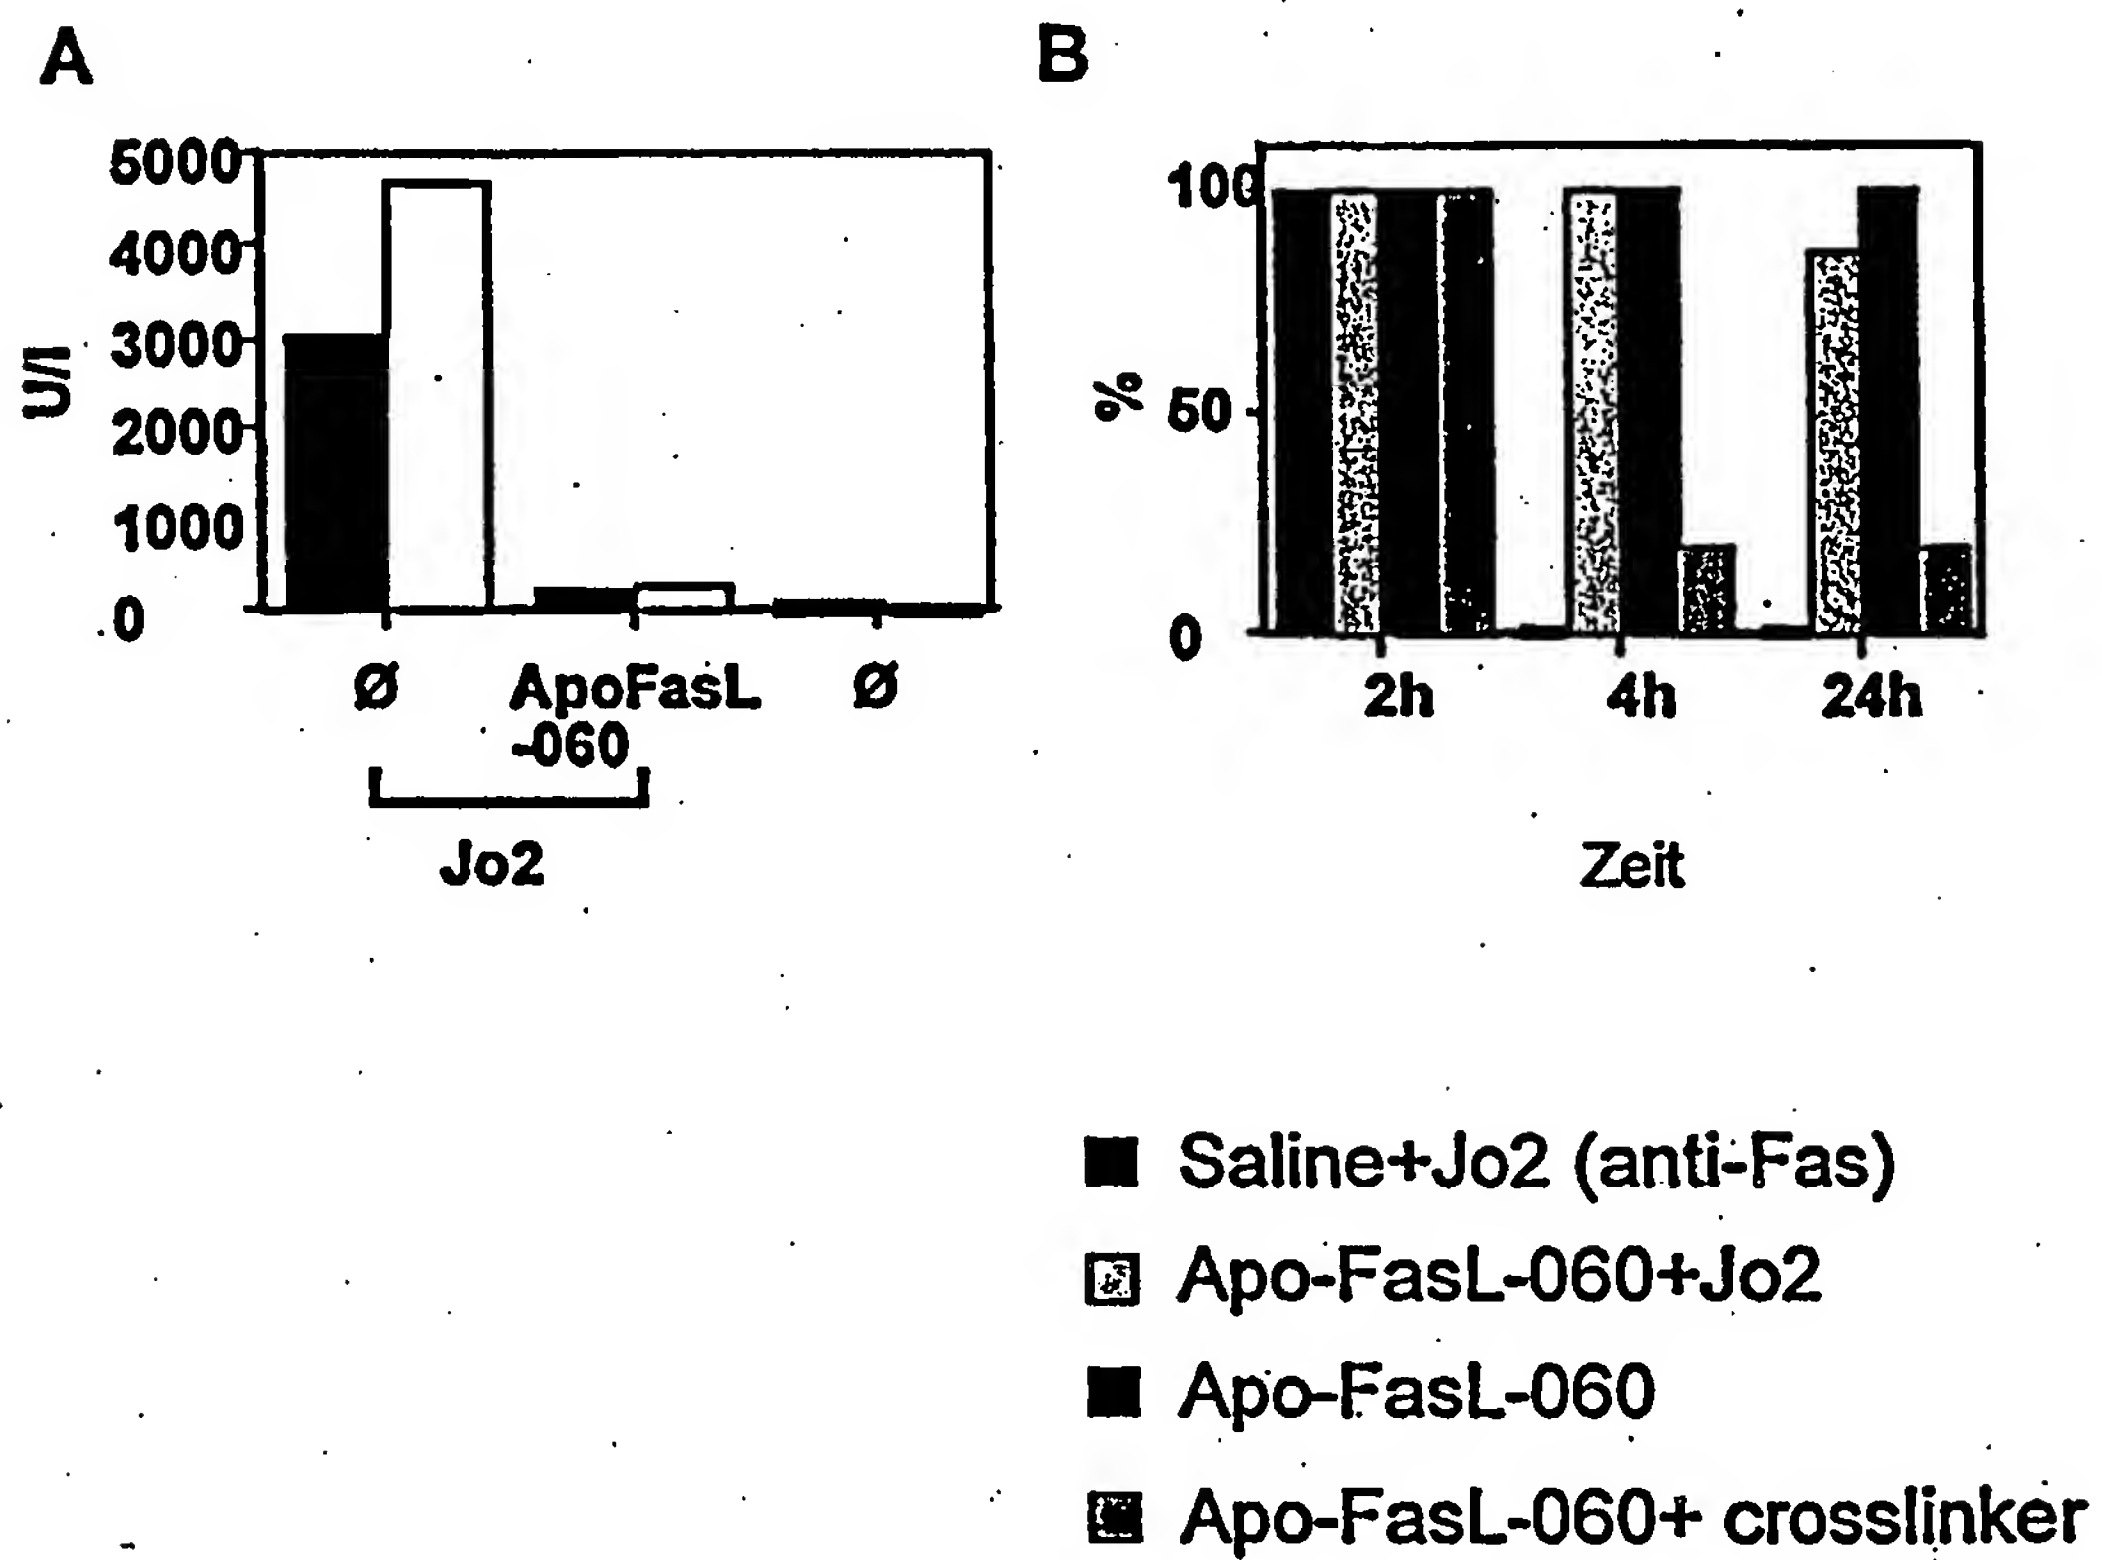 A
B
5000
4000
3000
2000
1000
0
U/l
Ø
ApoFasL
-060
Ø
Jo2
100
50
0
%
2h
4h
24h
Zeit
Saline+Jo2 (anti-Fas)
Apo-FasL-060+Jo2
Apo-FasL-060
Apo-FasL-060+ crosslinker